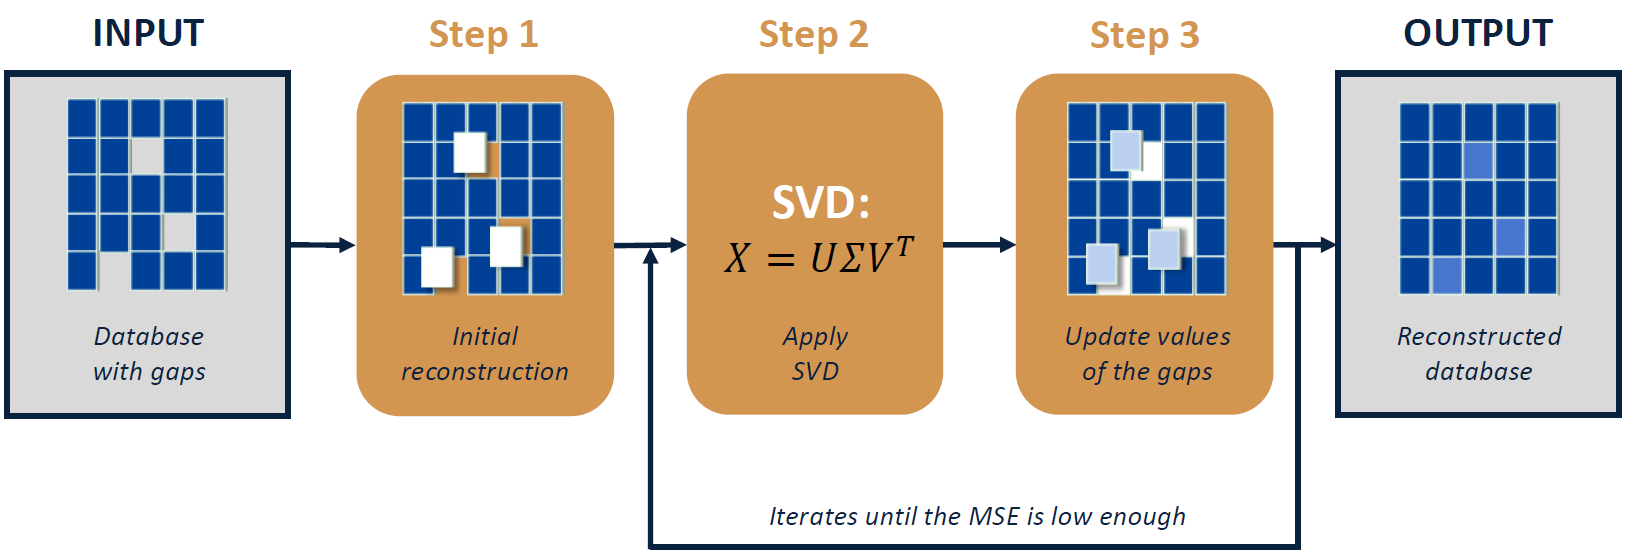 INPUT
Step 1
Step 2
Step 3
OUTPUT
SVD:
X = UΣV^T
Database
with gaps
Initial
reconstruction
Apply
SVD
Update values
of the gaps
Reconstructed
database
Iterates until the MSE is low enough